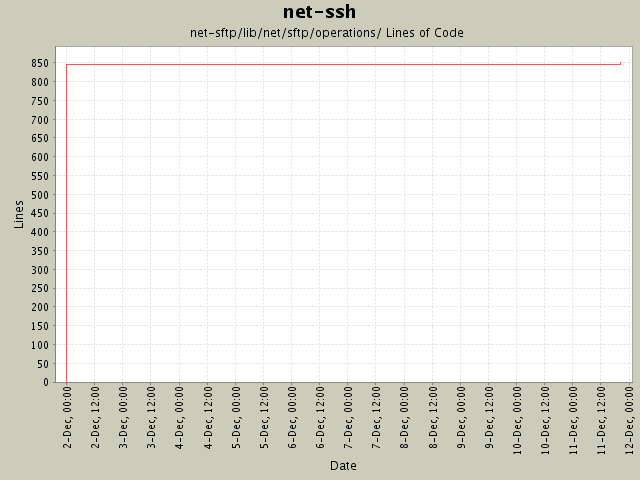 net-ssh
net-sftp/lib/net/sftp/operations/ Lines of Code
850
800
750
700
650
600
550
500
450
400
350
300
250
200
150
100
50
0
Lines
2-Dec, 00:00
2-Dec, 12:00
3-Dec, 00:00
3-Dec, 12:00
4-Dec, 00:00
4-Dec, 12:00
5-Dec, 00:00
5-Dec, 12:00
6-Dec, 00:00
6-Dec, 12:00
7-Dec, 00:00
7-Dec, 12:00
8-Dec, 00:00
8-Dec, 12:00
9-Dec, 00:00
9-Dec, 12:00
10-Dec, 00:00
10-Dec, 12:00
11-Dec, 00:00
11-Dec, 12:00
12-Dec, 00:00
Date